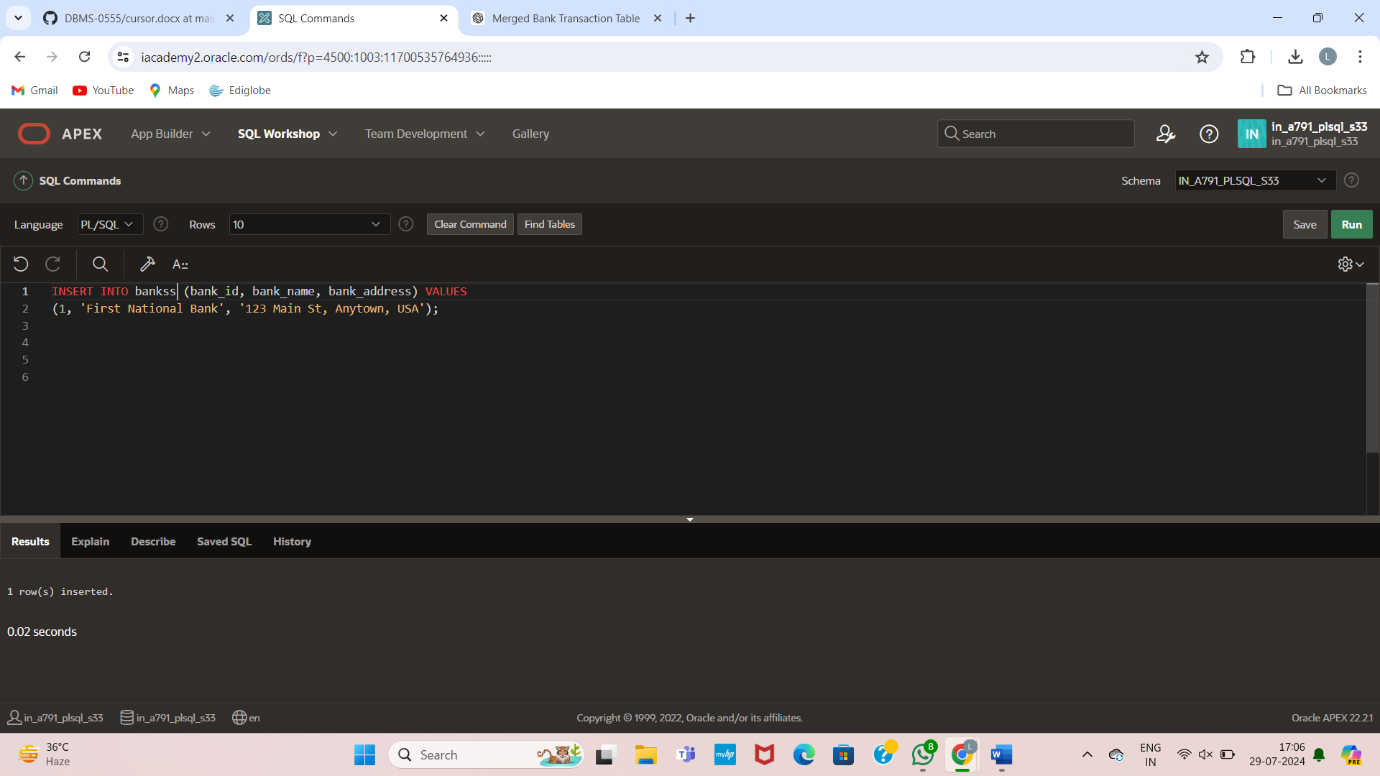 DBMS-0555/cursor.docx at mai
SQL Commands
Merged Bank Transaction Table
iacademy2.oracle.com/ords/f?p=4500:1003:11700535764936:::::
L
Gmail
YouTube
Maps
Ediglobe
All Bookmarks
APEX
App Builder
SQL Workshop
Team Development
Gallery
Search
IN
in_a791_plsql_s33
in_a791_plsql_s33
SQL Commands
Schema
IN_A791_PLSQL_S33
Language
PL/SQL
Rows
10
Clear Command
Find Tables
Save
Run
A::
1 INSERT INTO bankss (bank_id, bank_name, bank_address) VALUES
2 (1, 'First National Bank', '123 Main St, Anytown, USA');
3
4
5
6
Results
Explain
Describe
Saved SQL
History
1 row(s) inserted.
0.02 seconds
in_a791_plsql_s33
in_a791_plsql_s33
en
Copyright © 1999, 2022, Oracle and/or its affiliates.
Oracle APEX 22.2.1
36°C
Haze
Search
myhp
8
L
ENG
IN
17:06
29-07-2024
PRE